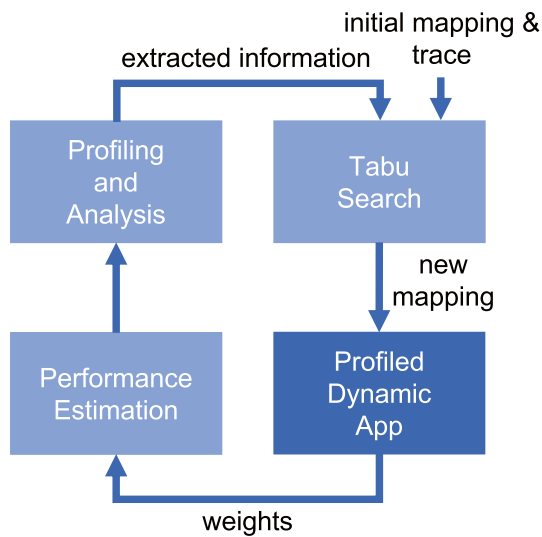 initial mapping &
trace
extracted information
Profiling
and
Analysis
Tabu
Search
new
mapping
Performance
Estimation
Profiled
Dynamic
App
weights